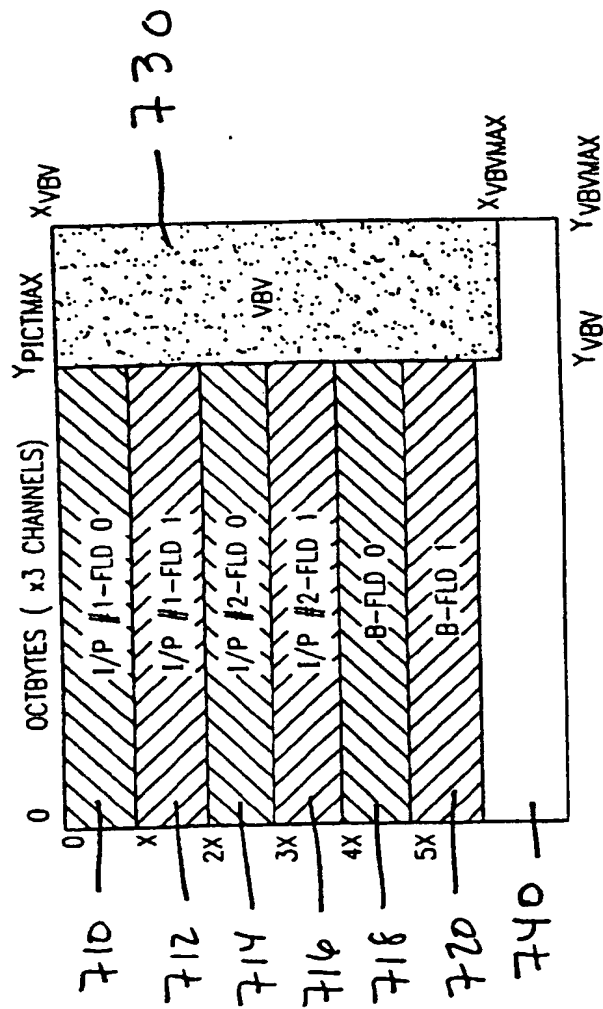 0 OCTBYTES ( x3 CHANNELS) YPICTMAX XVBV
0
X
2X
3X
4X
5X
I/P #1-FLD 0
I/P #1-FLD 1
I/P #2-FLD 0
I/P #2-FLD 1
B-FLD 0
B-FLD 1
VBV
XVBVMAX
YVBV YVBVMAX
710
712
714
716
718
720
740
730